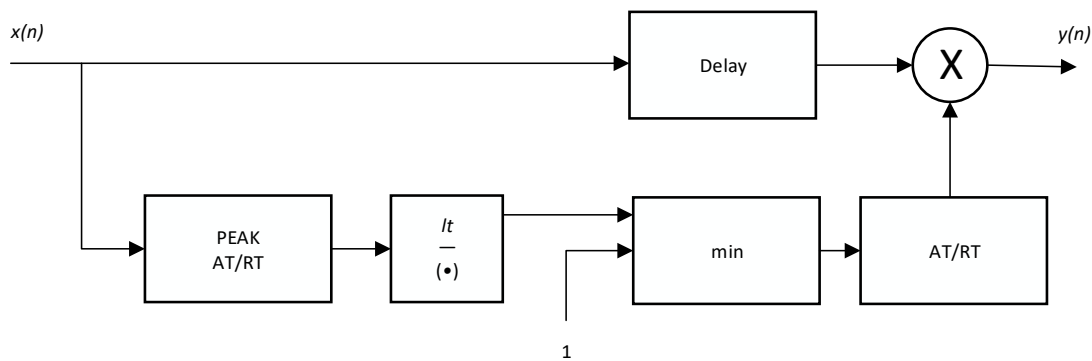 x(n)
y(n)
Delay
X
PEAK
AT/RT
lt
(•)
min
AT/RT
1